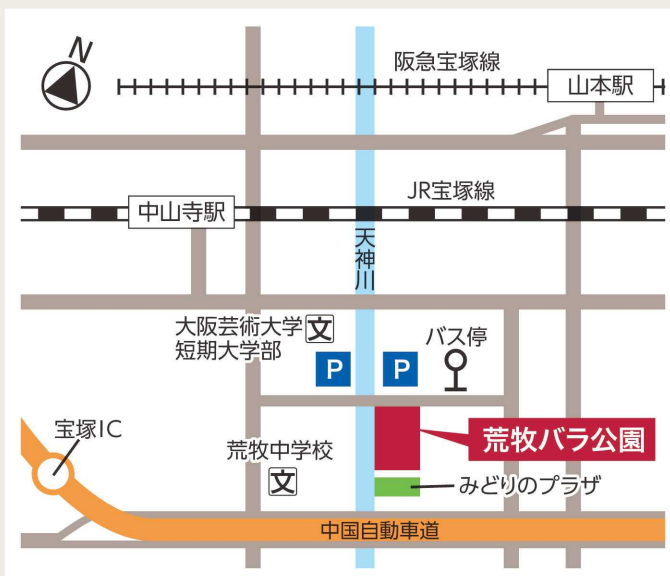 N
阪急宝塚線
山本駅
JR宝塚線
中山寺駅
天神川
大阪芸術大学
短期大学部
文
P
P
バス停
宝塚IC
荒牧中学校
文
荒牧バラ公園
みどりのプラザ
中国自動車道